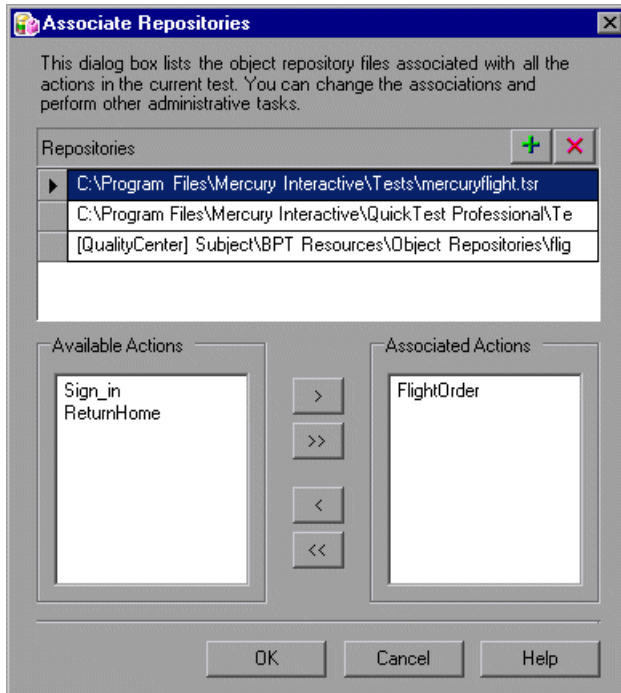 Associate Repositories
This dialog box lists the object repository files associated with all the
actions in the current test. You can change the associations and
perform other administrative tasks.
Repositories
C:\Program Files\Mercury Interactive\Tests\mercuryflight.tsr
C:\Program Files\Mercury Interactive\QuickTest Professional\Te
[QualityCenter] Subject\BPT Resources\Object Repositories\flig
Available Actions
Sign_in
ReturnHome
>
>>
<
<<
Associated Actions
FlightOrder
OK
Cancel
Help